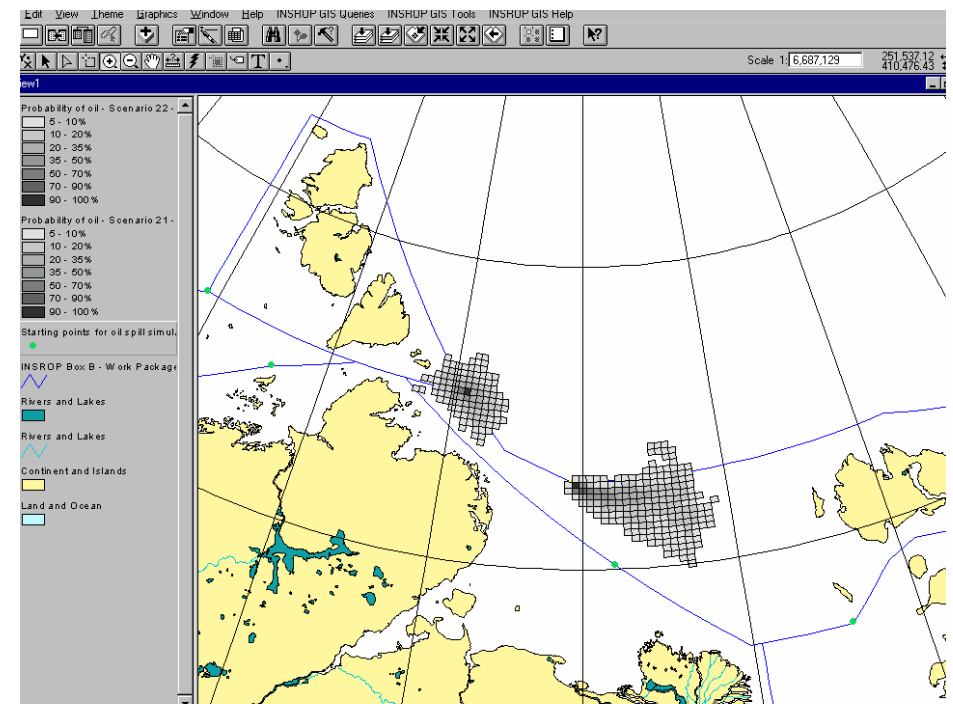 Edit View Theme Graphics Window Help INSROP GIS Queries INSROP GIS Tools INSROP GIS Help
Scale 1: 6,687,129
251,537.12
410,476.43
iew1
Probability of oil - Scenario 22 -
5 - 10%
10 - 20%
20 - 35%
35 - 50%
50 - 70%
70 - 90%
90 - 100 %
Probability of oil - Scenario 21 -
5 - 10%
10 - 20%
20 - 35%
35 - 50%
50 - 70%
70 - 90%
90 - 100 %
Starting points for oil spill simul.
INSROP Box B - Work Package
Rivers and Lakes
Rivers and Lakes
Continent and Islands
Land and Ocean